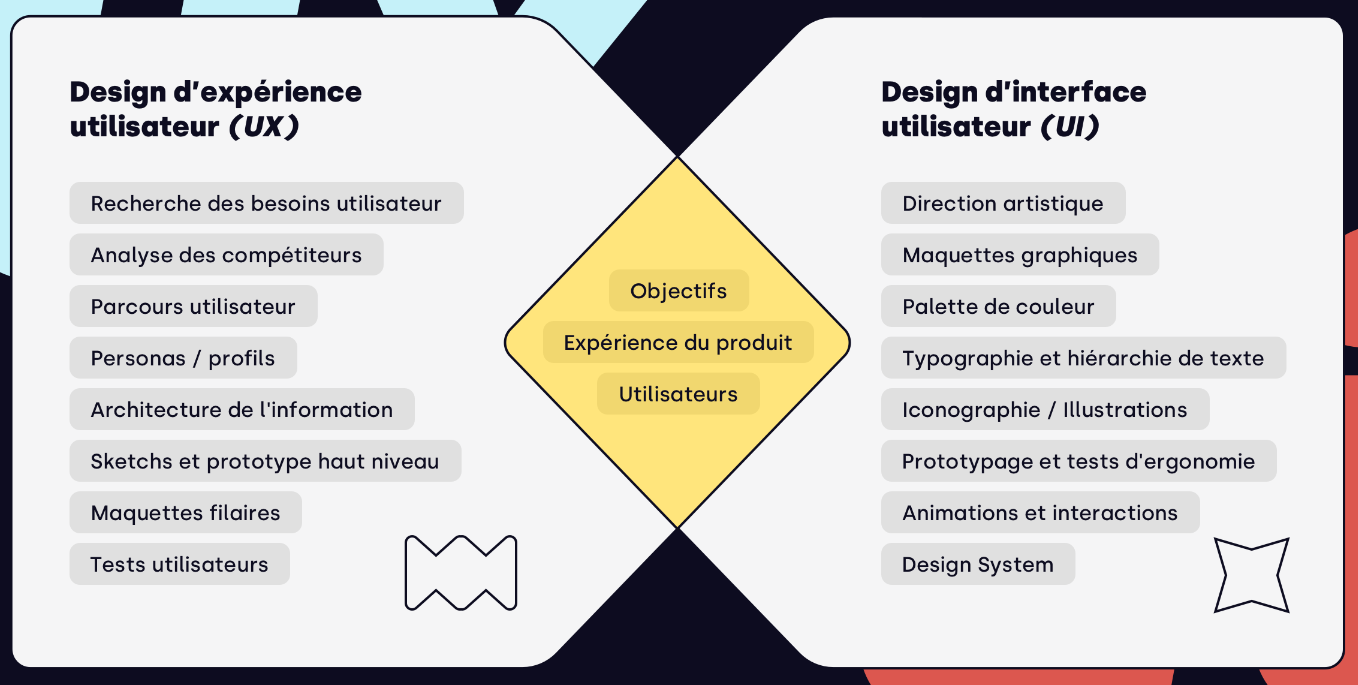 Design d’expérience
utilisateur (UX)
Recherche des besoins utilisateur
Analyse des compétiteurs
Parcours utilisateur
Personas / profils
Architecture de l'information
Sketchs et prototype haut niveau
Maquettes filaires
Tests utilisateurs
Objectifs
Expérience du produit
Utilisateurs
Design d’interface
utilisateur (UI)
Direction artistique
Maquettes graphiques
Palette de couleur
Typographie et hiérarchie de texte
Iconographie / Illustrations
Prototypage et tests d'ergonomie
Animations et interactions
Design System